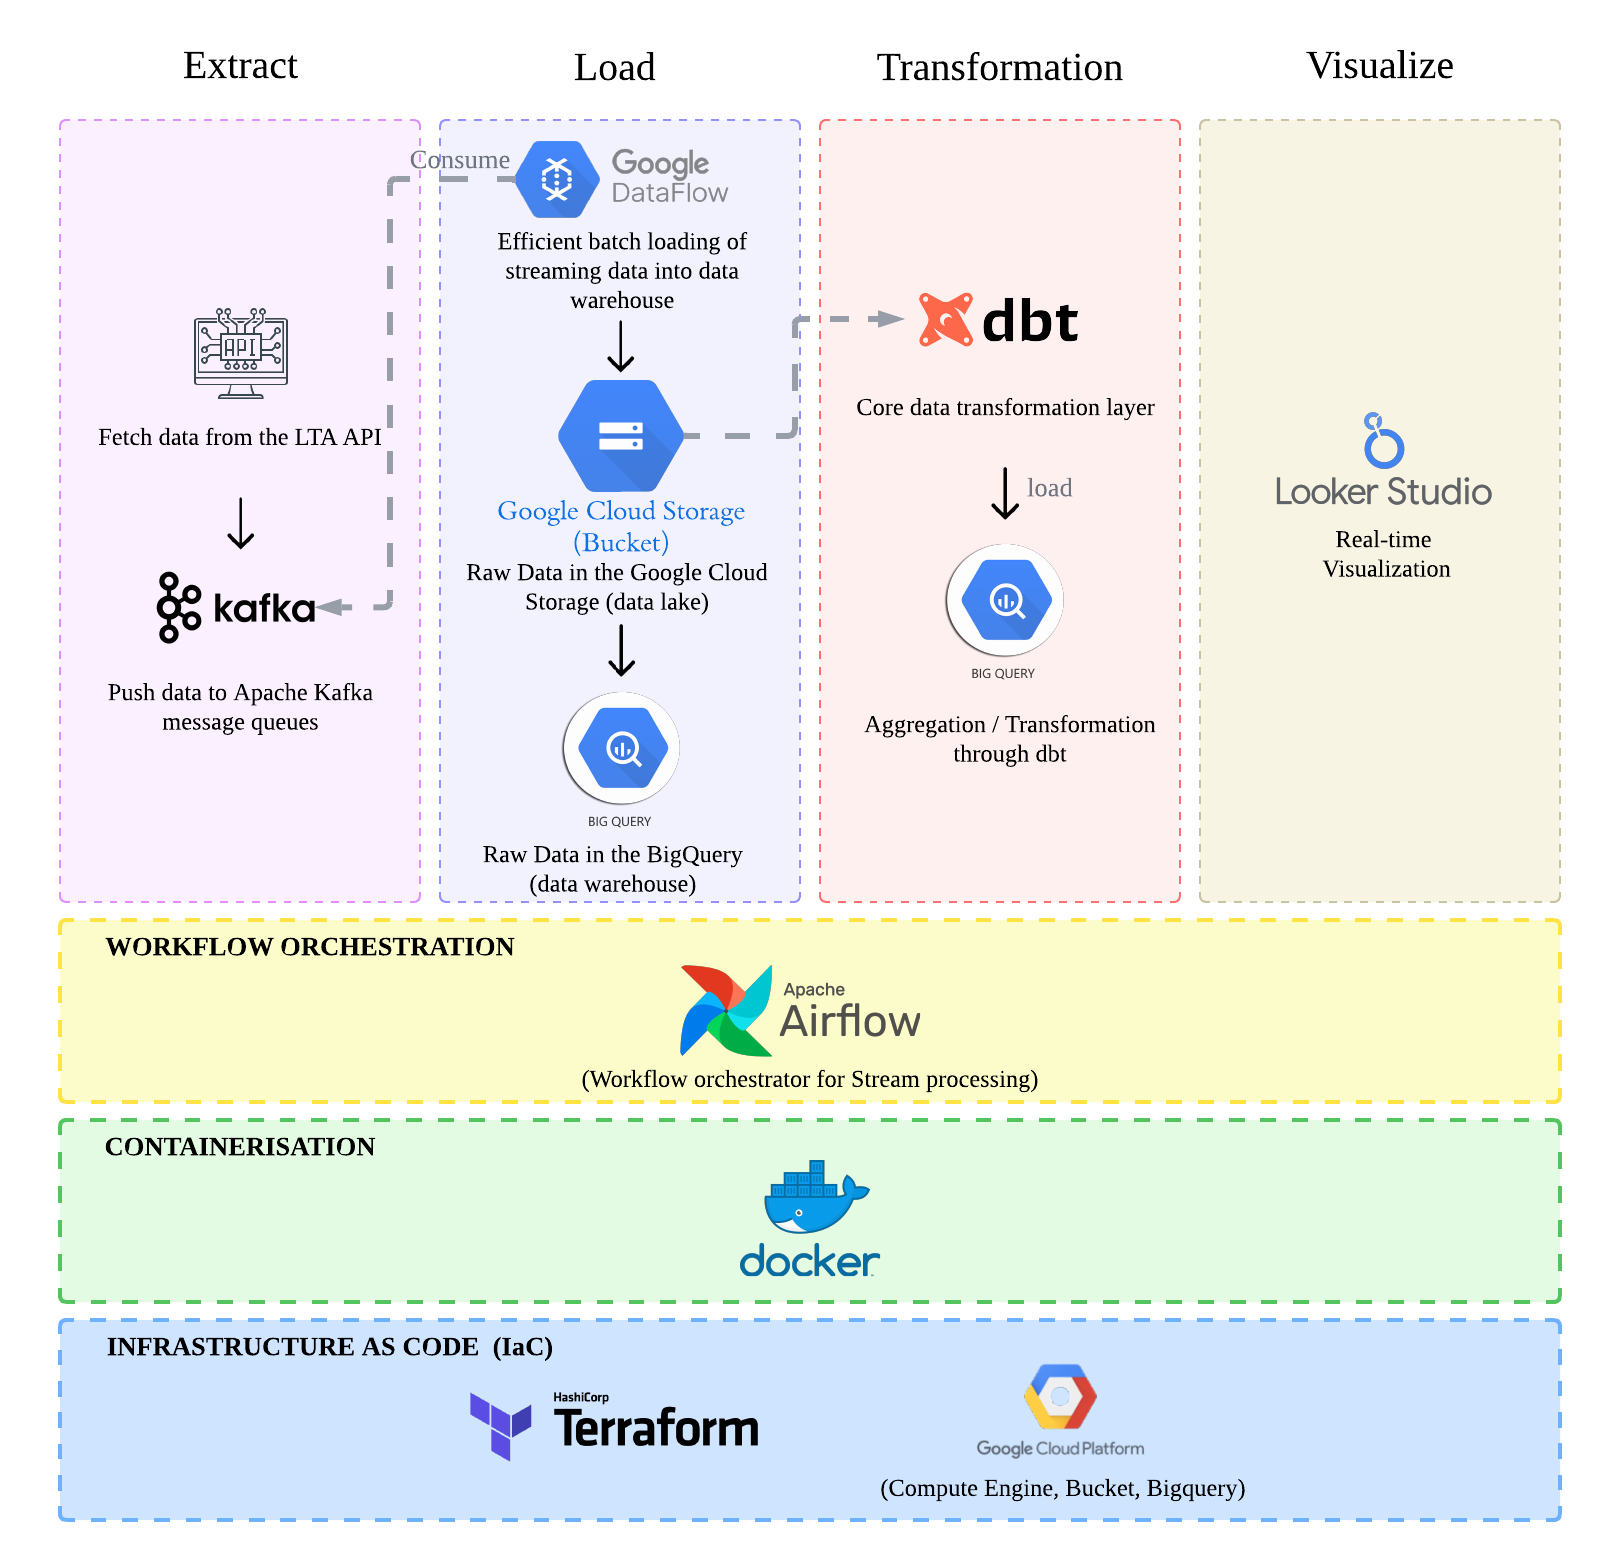 Extract
Load
Transformation
Visualize
API
Fetch data from the LTA API
kafka
Push data to Apache Kafka
message queues
Consume
Google
DataFlow
Efficient batch loading of
streaming data into data
warehouse
Google Cloud Storage
(Bucket)
Raw Data in the Google Cloud
Storage (data lake)
BIG QUERY
Raw Data in the BigQuery
(data warehouse)
dbt
Core data transformation layer
load
BIG QUERY
Aggregation / Transformation
through dbt
Looker Studio
Real-time
Visualization
WORKFLOW ORCHESTRATION
Apache
Airflow
(Workflow orchestrator for Stream processing)
CONTAINERISATION
docker
INFRASTRUCTURE AS CODE (IaC)
HashiCorp
Terraform
Google Cloud Platform
(Compute Engine, Bucket, Bigquery)